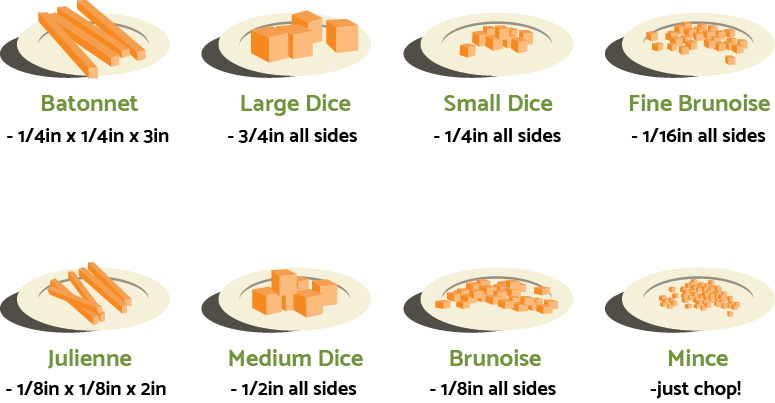 Batonnet
- 1/4in x 1/4in x 3in
Large Dice
- 3/4in all sides
Small Dice
- 1/4in all sides
Fine Brunoise
- 1/16in all sides
Julienne
- 1/8in x 1/8in x 2in
Medium Dice
- 1/2in all sides
Brunoise
- 1/8in all sides
Mince
-just chop!